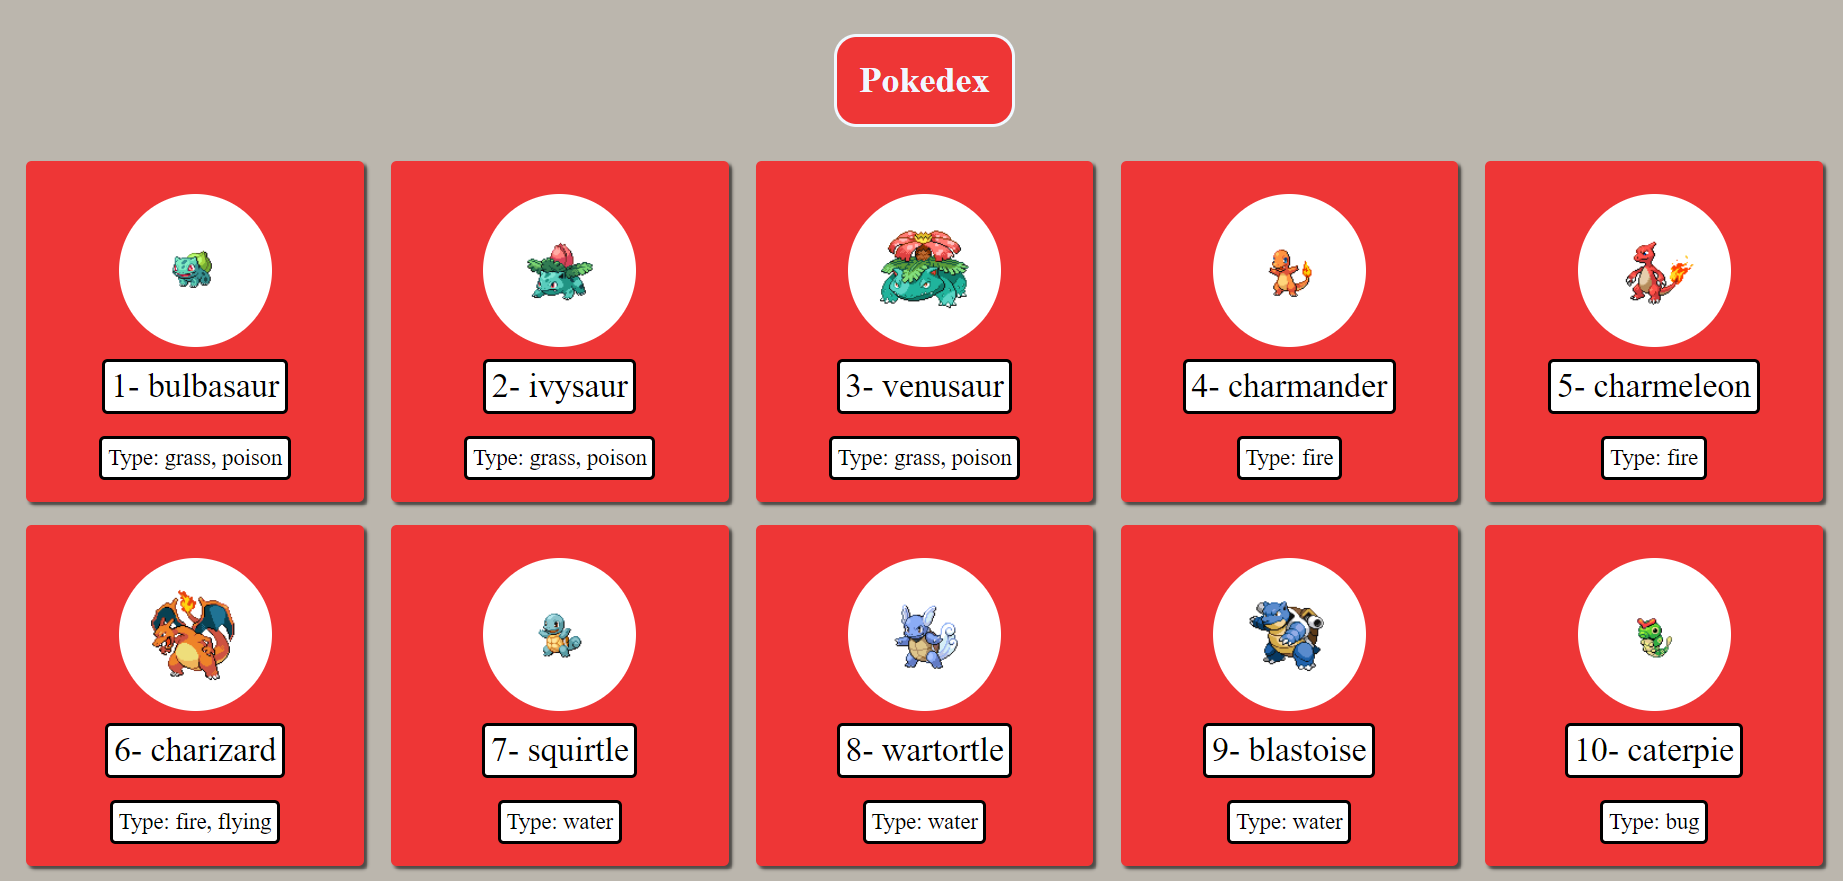 Pokedex
1- bulbasaur
Type: grass, poison
2- ivysaur
Type: grass, poison
3- venusaur
Type: grass, poison
4- charmander
Type: fire
5- charmeleon
Type: fire
6- charizard
Type: fire, flying
7- squirtle
Type: water
8- wartortle
Type: water
9- blastoise
Type: water
10- caterpie
Type: bug